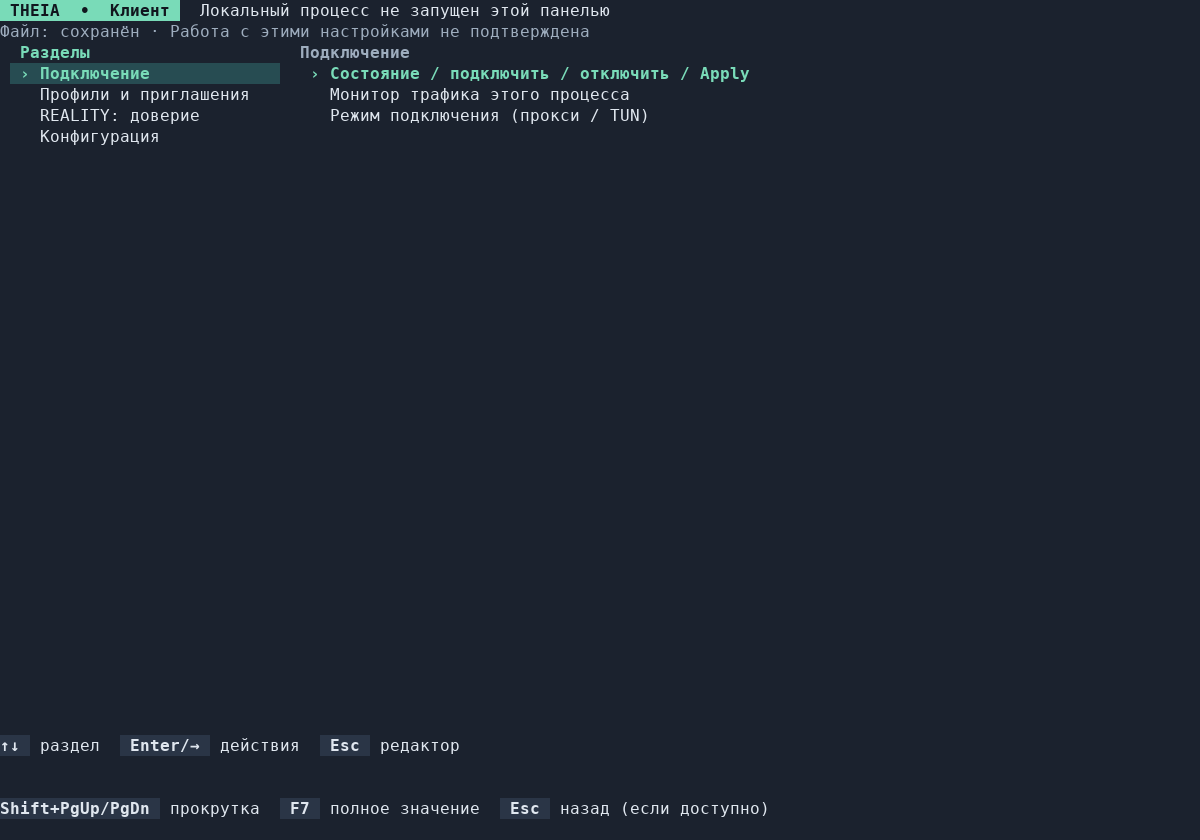 THEIA • Клиент Локальный процесс не запущен этой панелью
Файл: сохранён · Работа с этими настройками не подтверждена
Разделы Подключение
› Подключение › Состояние / подключить / отключить / Apply
Профили и приглашения Монитор трафика этого процесса
REALITY: доверие Режим подключения (прокси / TUN)
Конфигурация
↑↓ раздел Enter/→ действия Esc редактор
Shift+PgUp/PgDn прокрутка F7 полное значение Esc назад (если доступно)